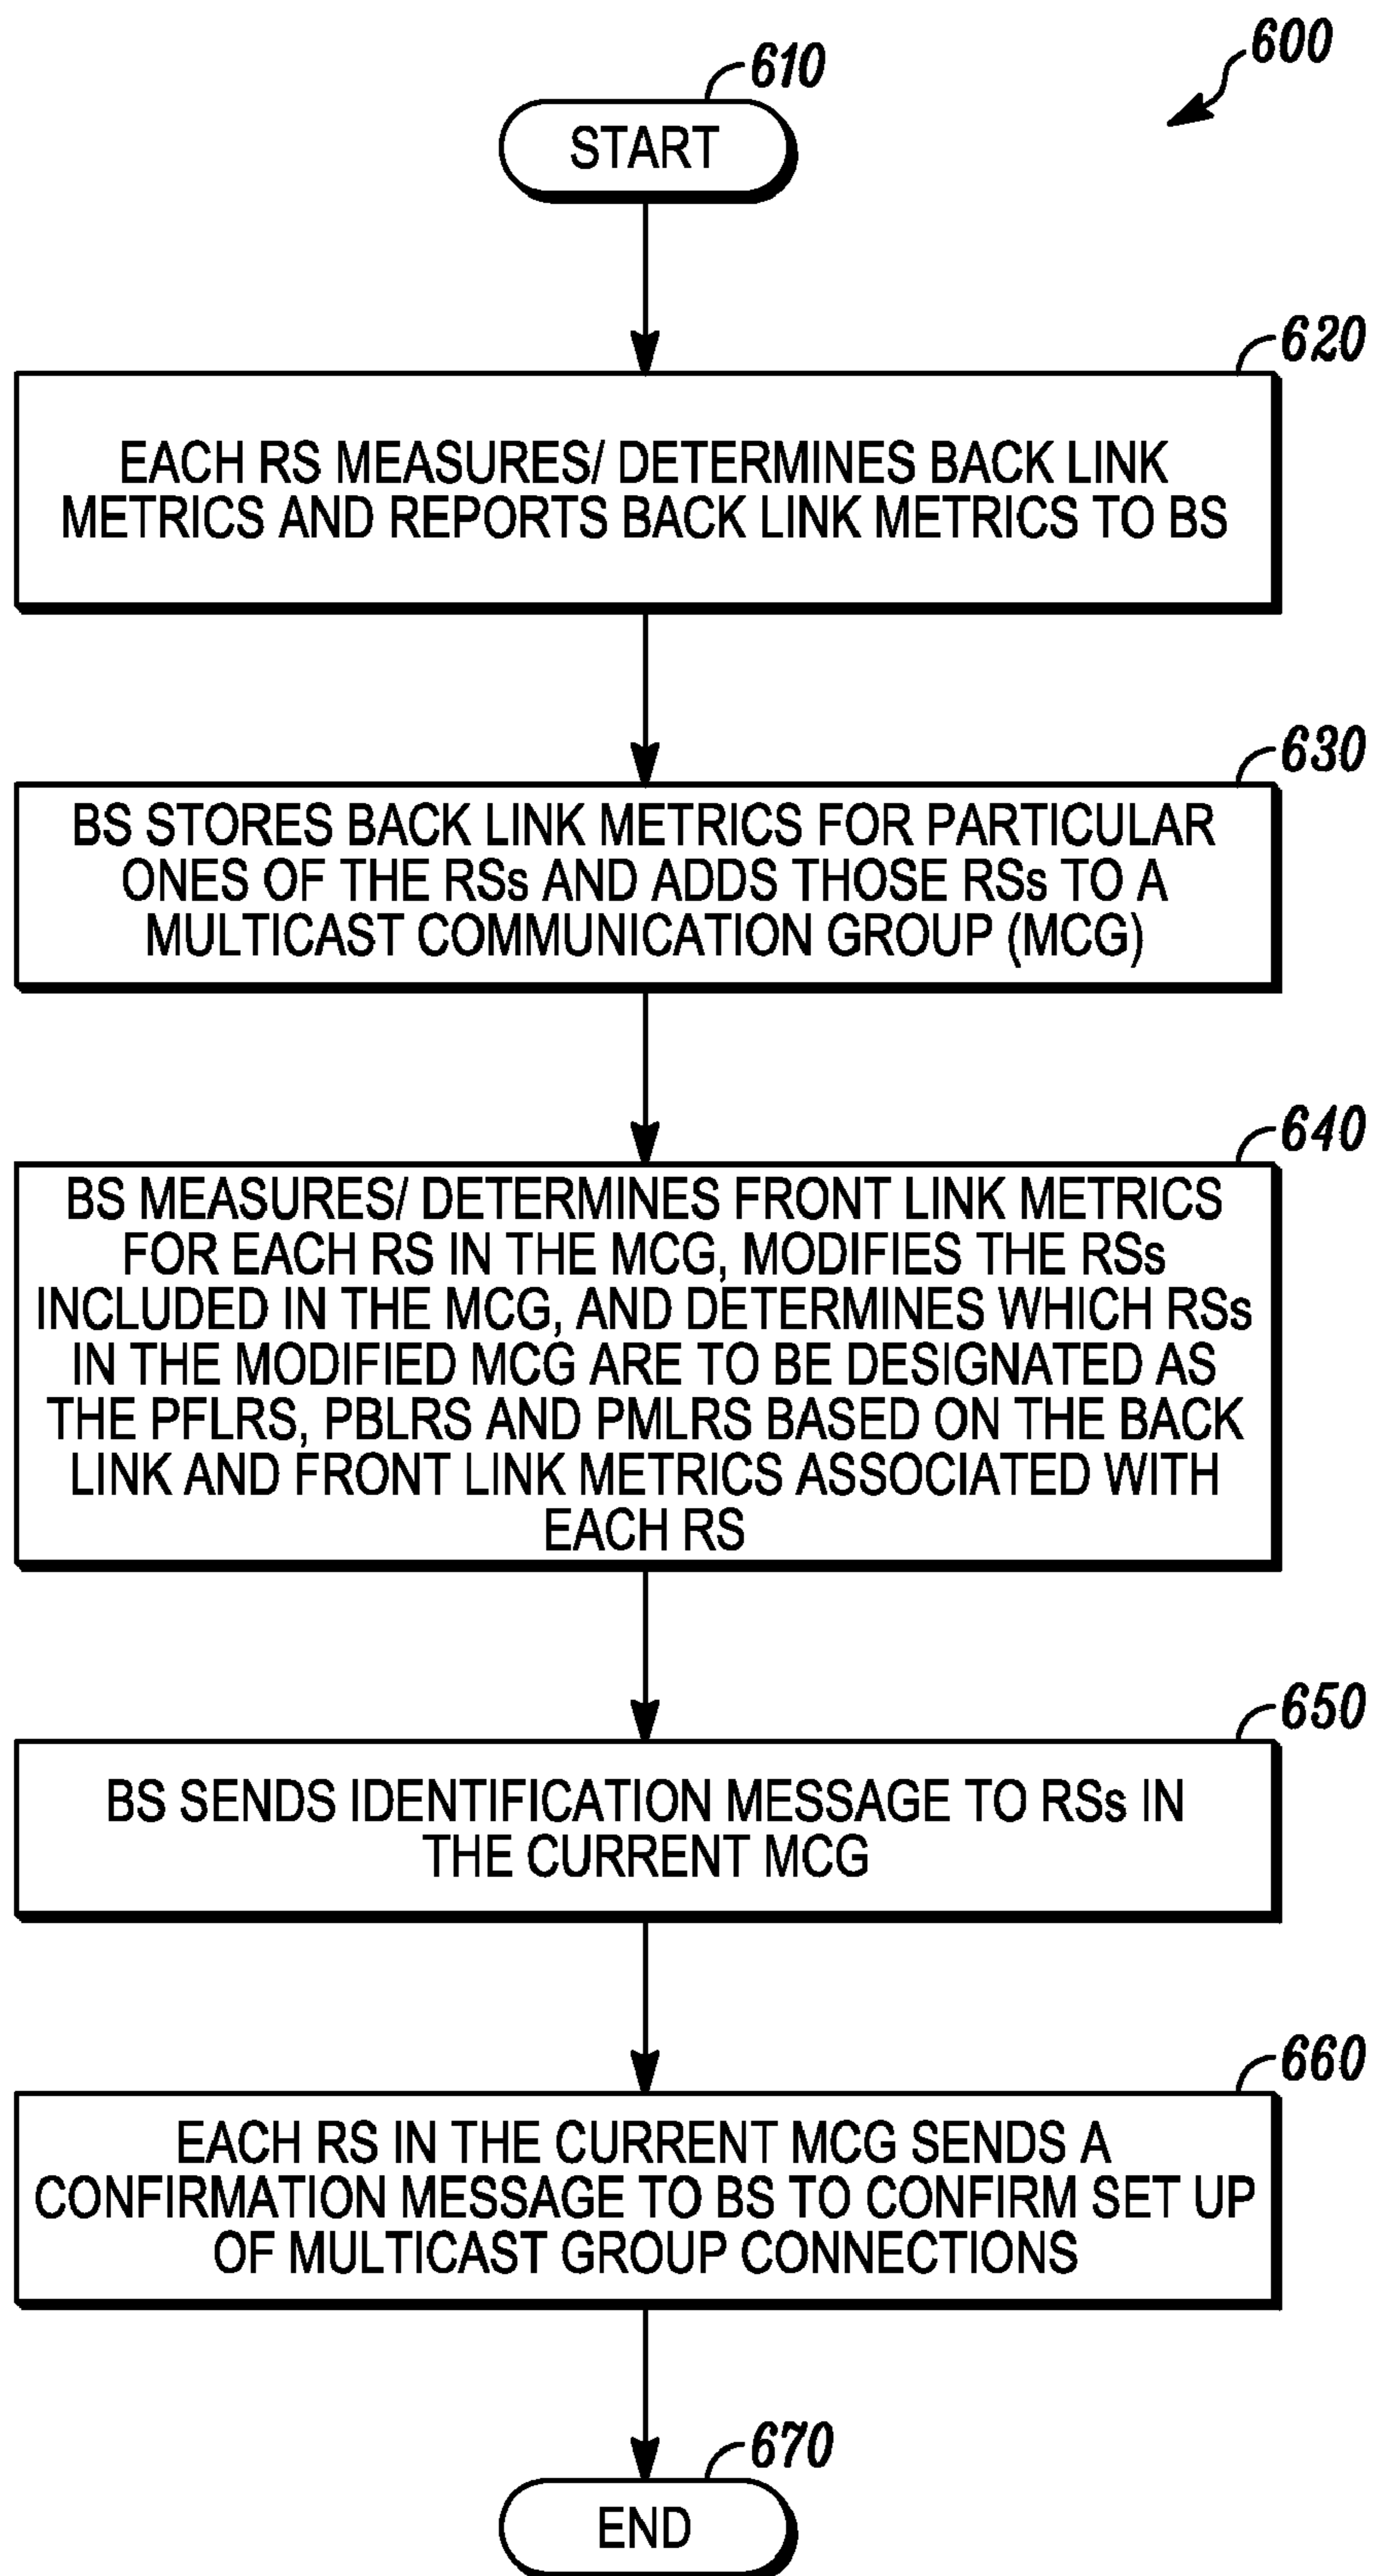 600
610
START
620
EACH RS MEASURES/ DETERMINES BACK LINK
METRICS AND REPORTS BACK LINK METRICS TO BS
630
BS STORES BACK LINK METRICS FOR PARTICULAR
ONES OF THE RSs AND ADDS THOSE RSs TO A
MULTICAST COMMUNICATION GROUP (MCG)
640
BS MEASURES/ DETERMINES FRONT LINK METRICS
FOR EACH RS IN THE MCG, MODIFIES THE RSs
INCLUDED IN THE MCG, AND DETERMINES WHICH RSs
IN THE MODIFIED MCG ARE TO BE DESIGNATED AS
THE PFLRS, PBLRS AND PMLRS BASED ON THE BACK
LINK AND FRONT LINK METRICS ASSOCIATED WITH
EACH RS
650
BS SENDS IDENTIFICATION MESSAGE TO RSs IN
THE CURRENT MCG
660
EACH RS IN THE CURRENT MCG SENDS A
CONFIRMATION MESSAGE TO BS TO CONFIRM SET UP
OF MULTICAST GROUP CONNECTIONS
670
END